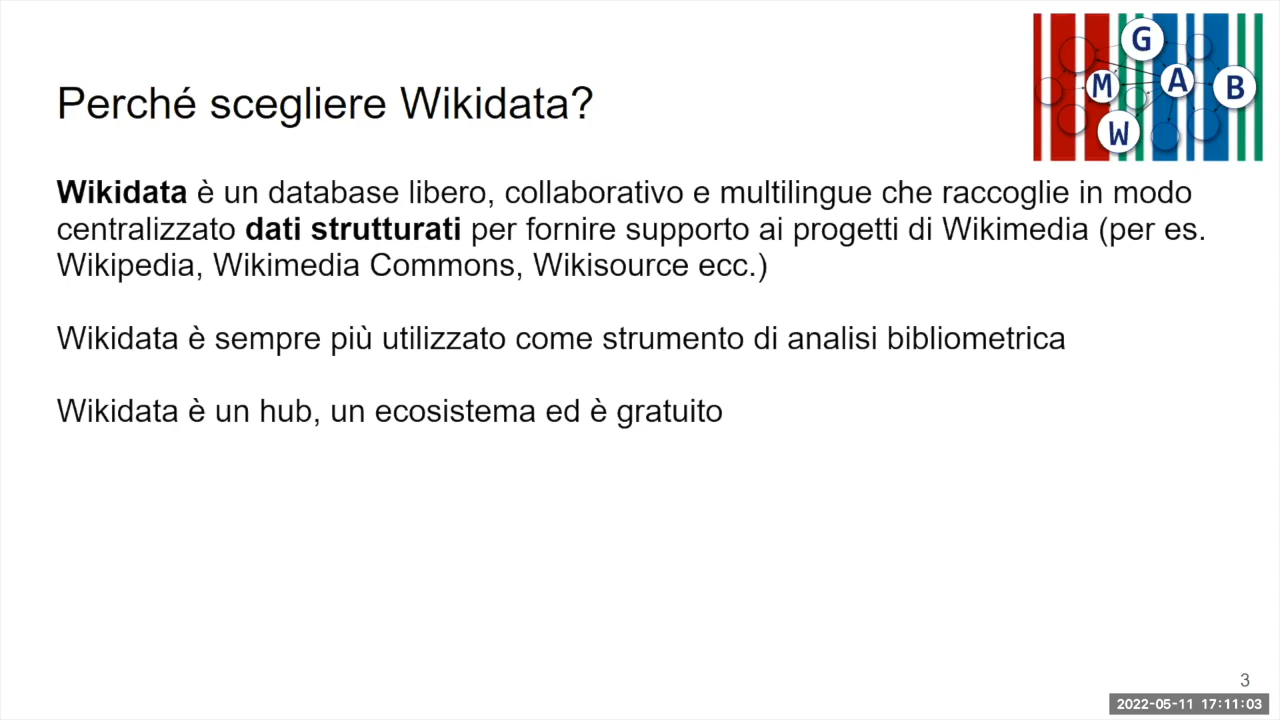 G
M A B
W
Perché scegliere Wikidata?
Wikidata è un database libero, collaborativo e multilingue che raccoglie in modo
centralizzato dati strutturati per fornire supporto ai progetti di Wikimedia (per es.
Wikipedia, Wikimedia Commons, Wikisource ecc.)
Wikidata è sempre più utilizzato come strumento di analisi bibliometrica
Wikidata è un hub, un ecosistema ed è gratuito
3
2022-05-11 17:11:03